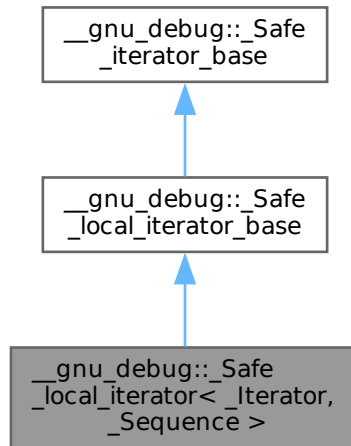 __gnu_debug::_Safe
_iterator_base
__gnu_debug::_Safe
_local_iterator_base
__gnu_debug::_Safe
_local_iterator< _Iterator,
_Sequence >